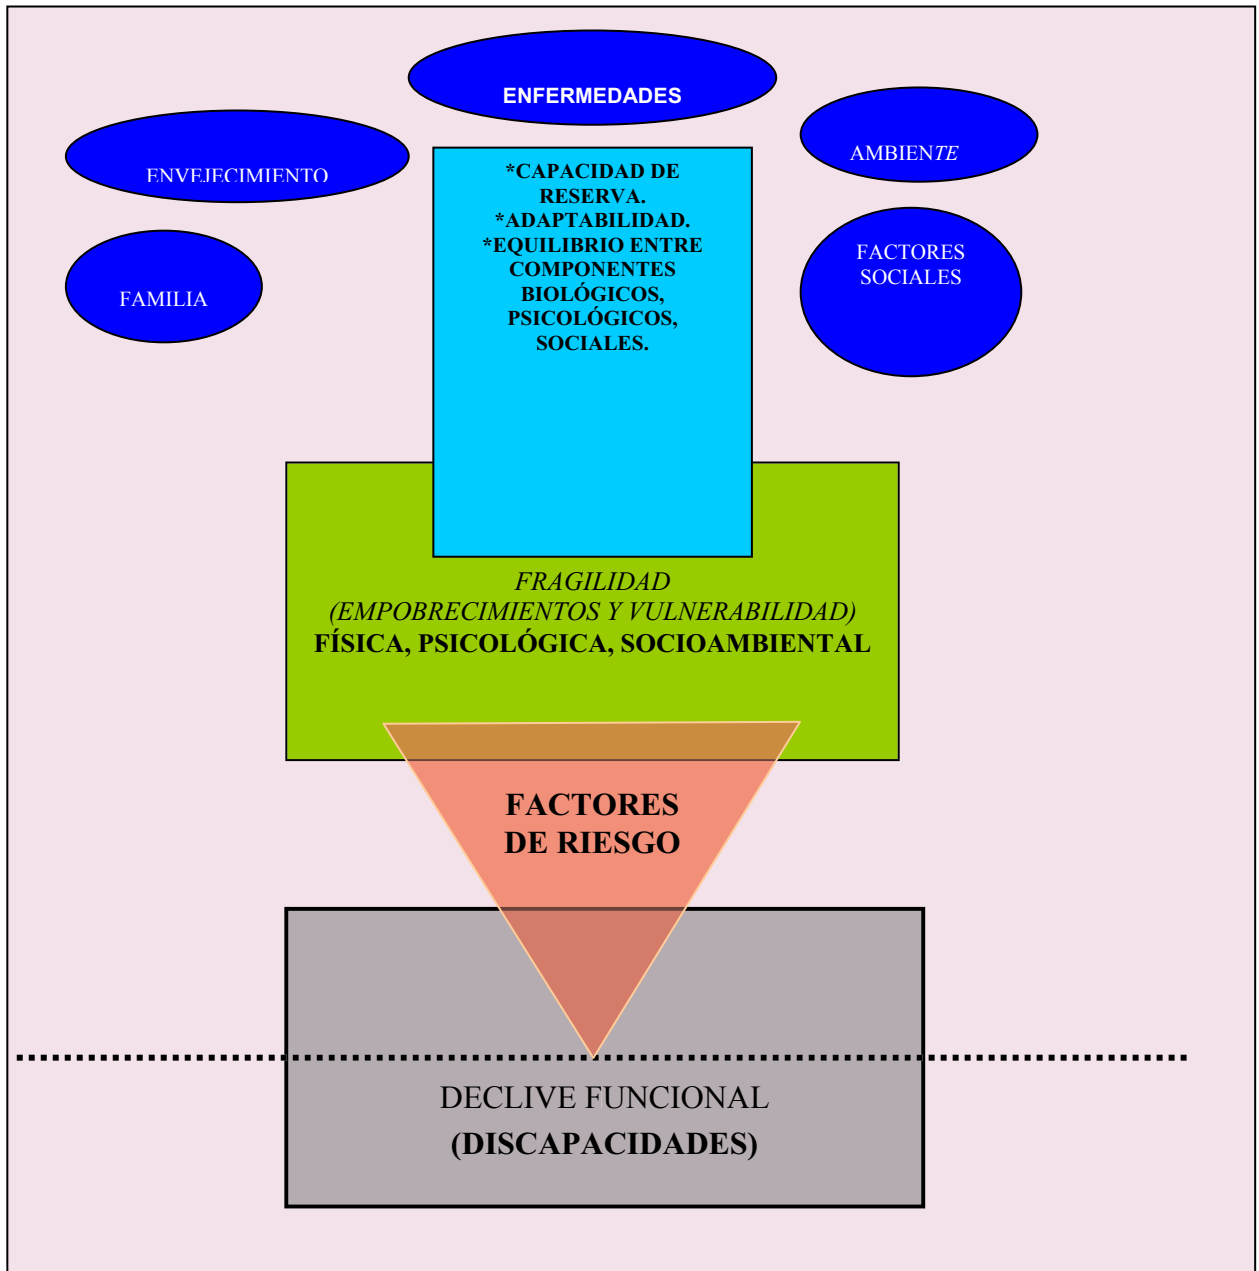 ENFERMEDADES
AMBIENTE
ENVEJECIMIENTO
FAMILIA
FACTORES
SOCIALES
*CAPACIDAD DE
RESERVA.
*ADAPTABILIDAD.
*EQUILIBRIO ENTRE
COMPONENTES
BIOLÓGICOS,
PSICOLÓGICOS,
SOCIALES.
FRAGILIDAD
(EMPOBRECIMIENTOS Y VULNERABILIDAD)
FÍSICA, PSICOLÓGICA, SOCIOAMBIENTAL
FACTORES
DE RIESGO
DECLIVE FUNCIONAL
(DISCAPACIDADES)